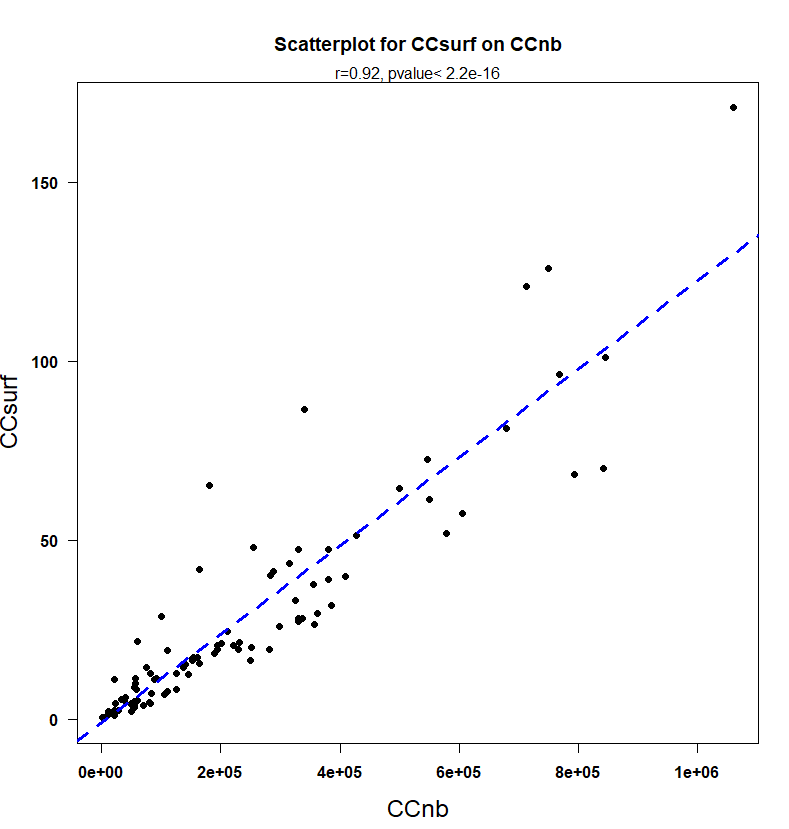 Scatterplot for CCsurf on CCnb
r=0.92, pvalue< 2.2e-16
150
100
50
0
CCsurf
0e+00 2e+05 4e+05 6e+05 8e+05 1e+06
CCnb